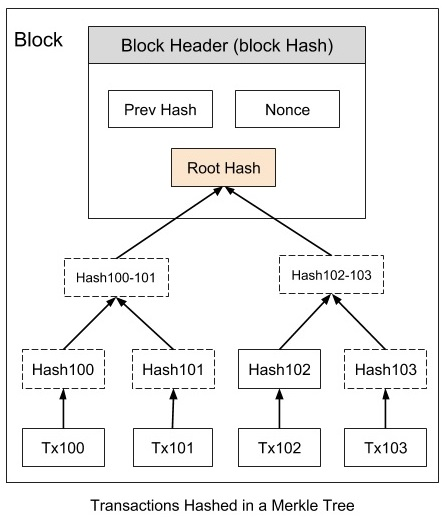 Block
Block Header (block Hash)
Prev Hash
Nonce
Root Hash
Hash100-101
Hash102-103
Hash100
Hash101
Hash102
Hash103
Tx100
Tx101
Tx102
Tx103
Transactions Hashed in a Merkle Tree